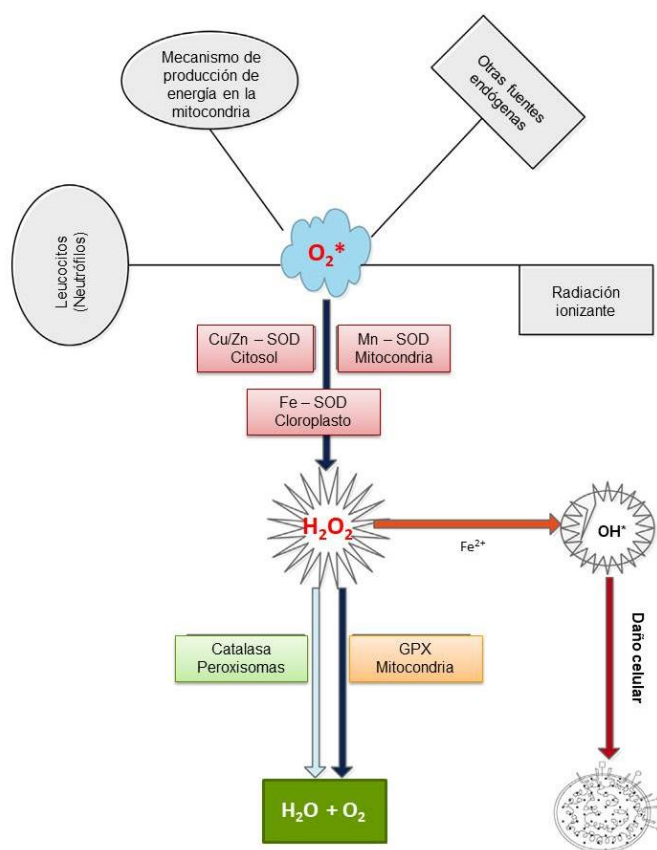 Mecanismo de
producción de
energía en la
mitocondria
Otras fuentes
endógenas
Leucocitos
(Neutrófilos)
O₂*
Radiación
ionizante
Cu/Zn – SOD
Citosol
Mn – SOD
Mitocondria
Fe – SOD
Cloroplasto
H₂O₂
Fe²⁺
OH*
Catalasa
Peroxisomas
GPX
Mitocondria
Daño celular
H₂O + O₂